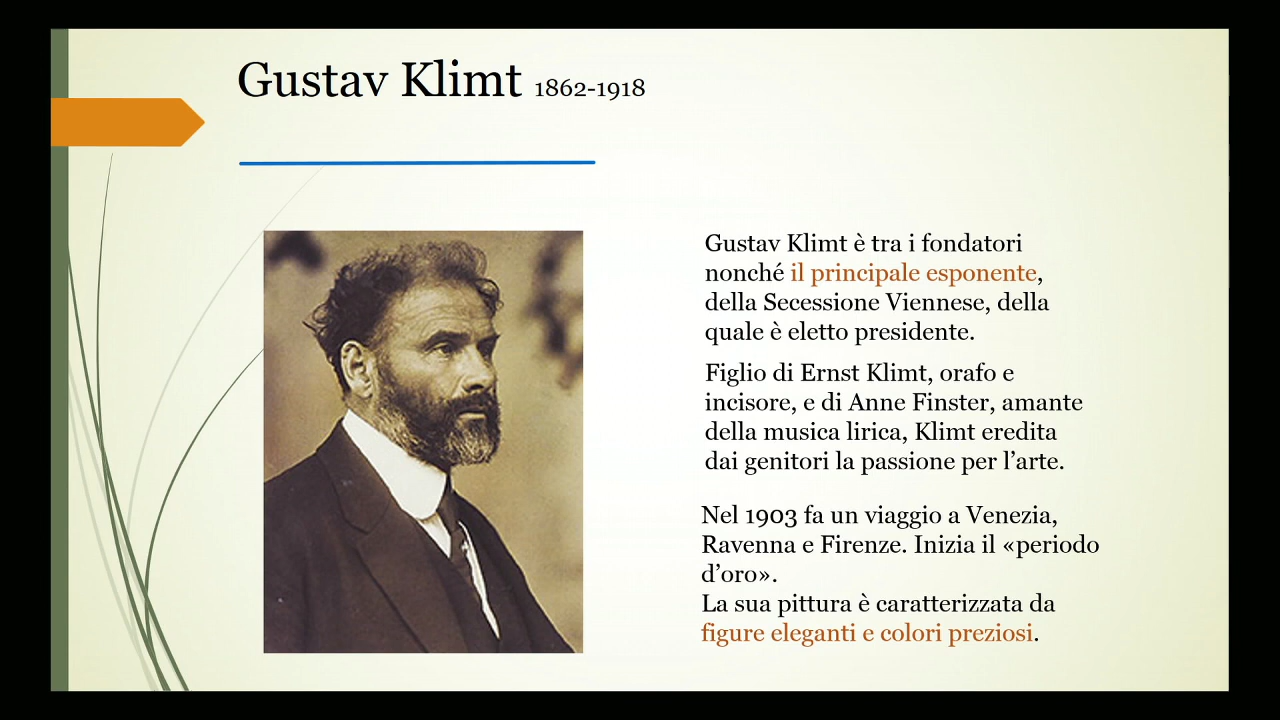 Gustav Klimt 1862-1918
Gustav Klimt è tra i fondatori
nonché il principale esponente,
della Secessione Viennese, della
quale è eletto presidente.
Figlio di Ernst Klimt, orafo e
incisore, e di Anne Finster, amante
della musica lirica, Klimt eredita
dai genitori la passione per l’arte.
Nel 1903 fa un viaggio a Venezia,
Ravenna e Firenze. Inizia il «periodo
d’oro».
La sua pittura è caratterizzata da
figure eleganti e colori preziosi.